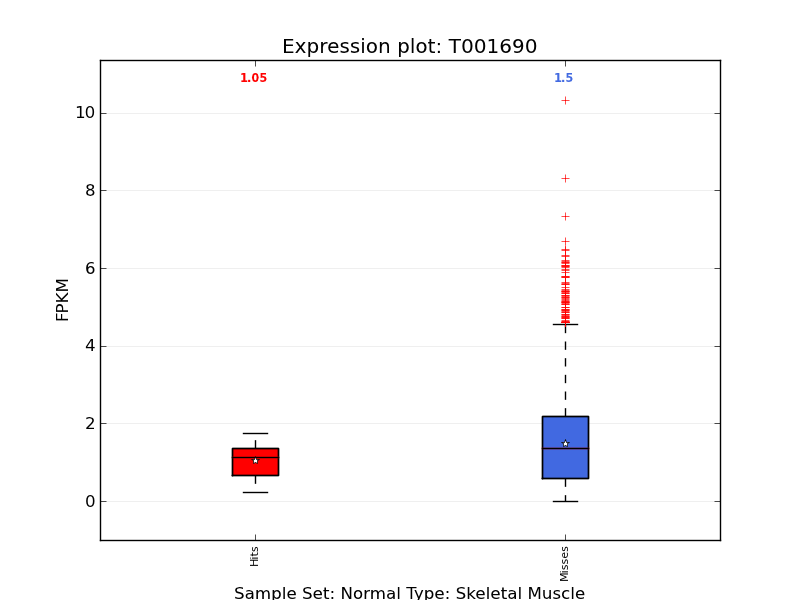 Expression plot: T001690
1.05
1.5
10
8
6
4
2
0
FPKM
Hits
Misses
Sample Set: Normal Type: Skeletal Muscle